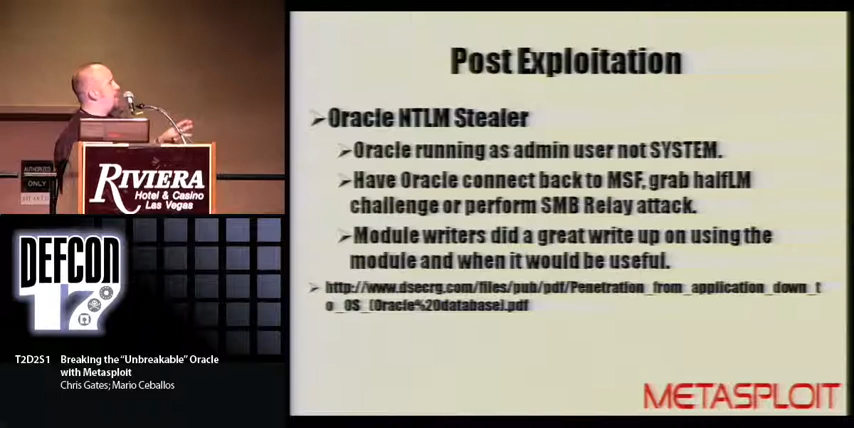 Post Exploitation
➢Oracle NTLM Stealer
➢Oracle running as admin user not SYSTEM.
➢Have Oracle connect back to MSF, grab halfLM
challenge or perform SMB Relay attack.
➢Module writers did a great write up on using the
module and when it would be useful.
➢ http://www.dsecrg.com/files/pub/pdf/Penetration_from_application_down_t
o_OS_(Oracle%20database).pdf
METASPLOIT
AUTHORIZED
ONLY
RIVIERA
Hotel & Casino
Las Vegas
DEFCON
17
T2D2S1 Breaking the "Unbreakable" Oracle
with Metasploit
Chris Gates; Mario Ceballos